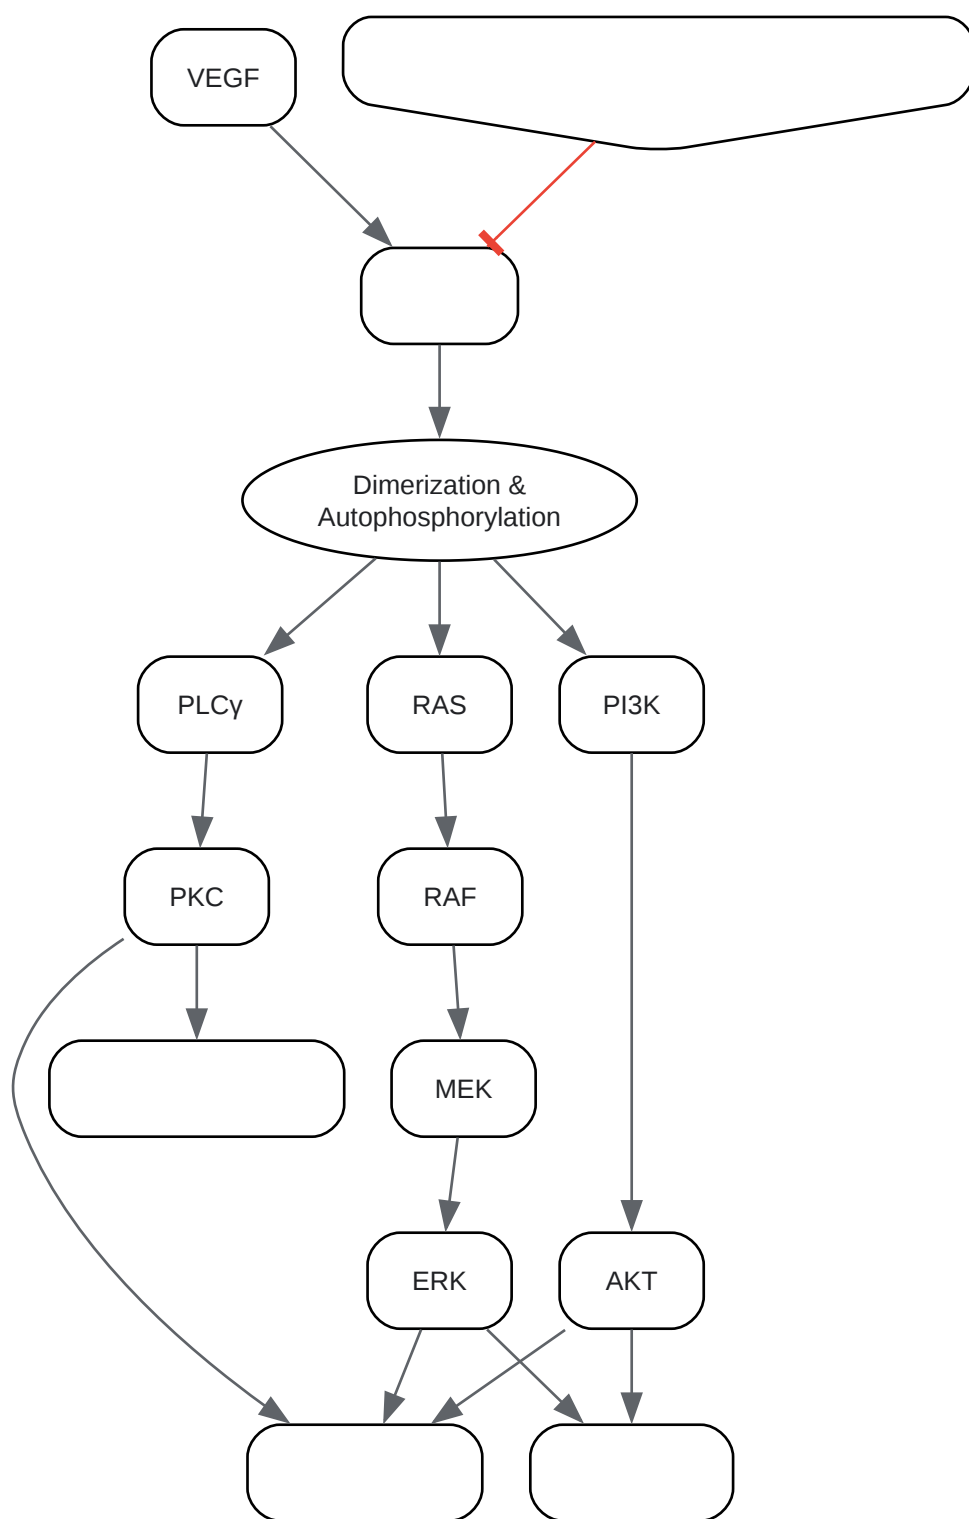 VEGF
Dimerization &
Autophosphorylation
PLCγ
RAS
PI3K
PKC
RAF
MEK
ERK
AKT